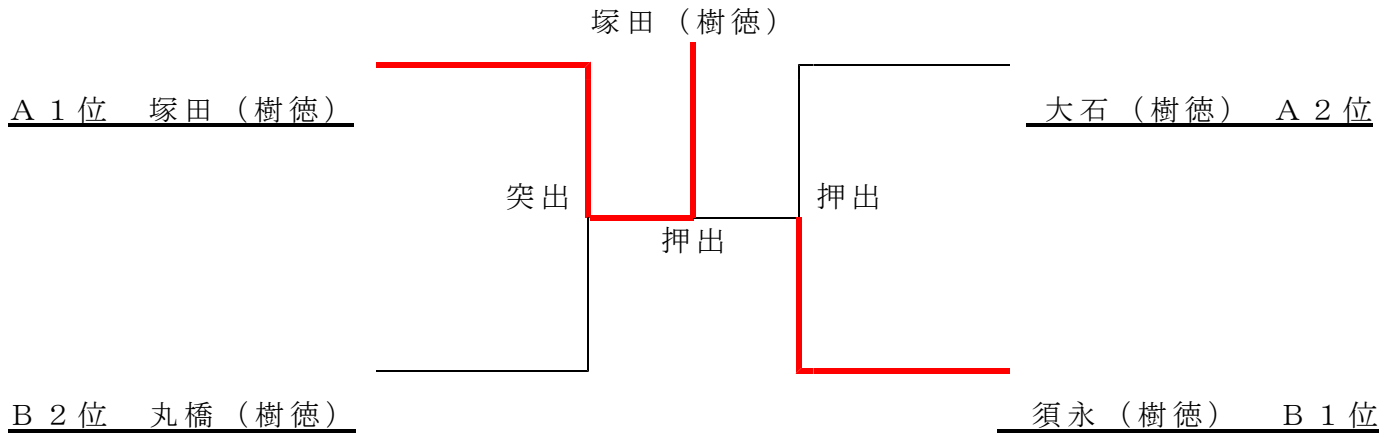 塚田（樹徳）
Ａ１位　塚田（樹徳）
大石（樹徳）　Ａ２位
突出
押出
押出
Ｂ２位　丸橋（樹徳）
須永（樹徳）　Ｂ１位